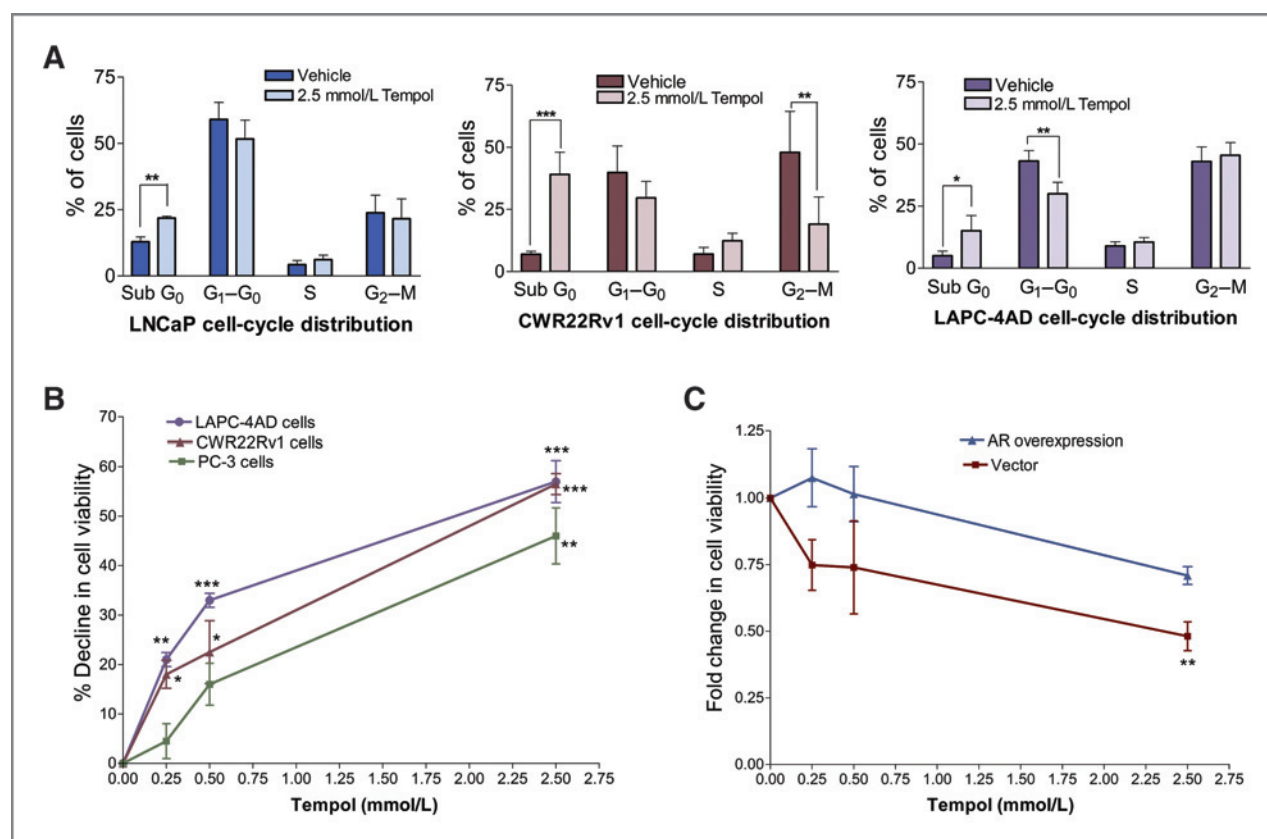 A
75
50
25
0
% of cells
Vehicle
2.5 mmol/L Tempol
**
Sub G₀
G₁–G₀
S
G₂–M
LNCaP cell-cycle distribution
75
50
25
0
% of cells
Vehicle
2.5 mmol/L Tempol
***
**
Sub G₀
G₁–G₀
S
G₂–M
CWR22Rv1 cell-cycle distribution
75
50
25
0
% of cells
Vehicle
2.5 mmol/L Tempol
*
**
Sub G₀
G₁–G₀
S
G₂–M
LAPC-4AD cell-cycle distribution
B
% Decline in cell viability
70
60
50
40
30
20
10
0
LAPC-4AD cells
CWR22Rv1 cells
PC-3 cells
**
*
***
*
***
***
**
0.00 0.25 0.50 0.75 1.00 1.25 1.50 1.75 2.00 2.25 2.50 2.75
Tempol (mmol/L)
C
Fold change in cell viability
1.25
1.00
0.75
0.50
0.25
0.00
AR overexpression
Vector
**
0.00 0.25 0.50 0.75 1.00 1.25 1.50 1.75 2.00 2.25 2.50 2.75
Tempol (mmol/L)